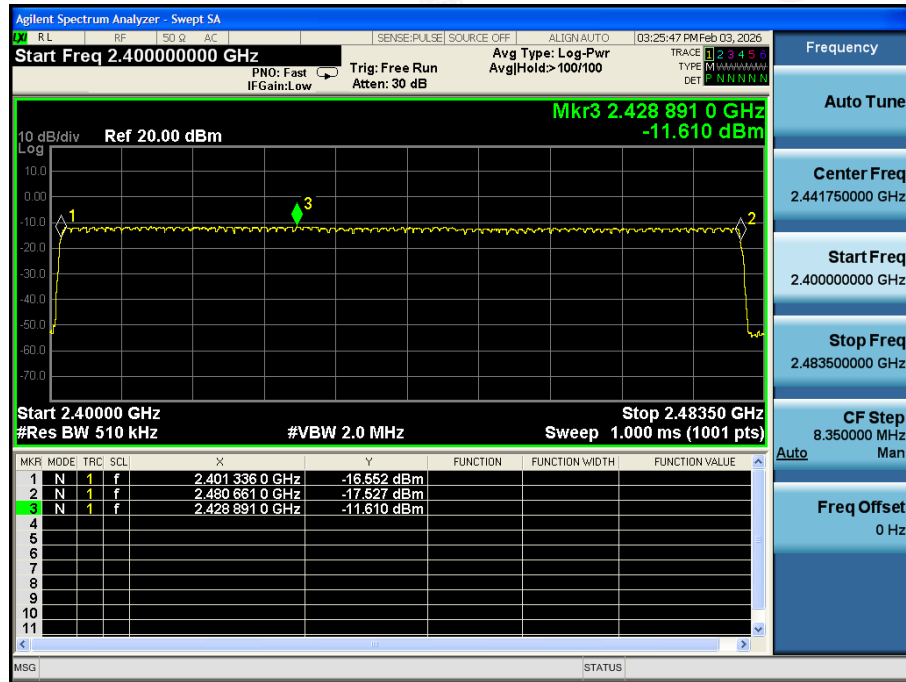 Agilent Spectrum Analyzer - Swept SA
LXI RL RF 50 Ω AC SENSE:PULSE SOURCE OFF ALIGN AUTO 03:25:47 PM Feb 03, 2026
Start Freq 2.400000000 GHz
PNO: Fast
IFGain:Low
Trig: Free Run
Atten: 30 dB
Avg Type: Log-Pwr
Avg|Hold:>100/100
TRACE 1 2 3 4 5 6
TYPE M WWWWW
DET P N N N N N
Mkr3 2.428 891 0 GHz
-11.610 dBm
10 dB/div Ref 20.00 dBm
Log
10.0
0.00
-10.0
-20.0
-30.0
-40.0
-50.0
-60.0
-70.0
1
3
2
Start 2.40000 GHz Stop 2.48350 GHz
#Res BW 510 kHz #VBW 2.0 MHz Sweep 1.000 ms (1001 pts)
MKR MODE TRC SCL X Y FUNCTION FUNCTION WIDTH FUNCTION VALUE
1 N 1 f 2.401 336 0 GHz -16.552 dBm
2 N 1 f 2.480 661 0 GHz -17.527 dBm
3 N 1 f 2.428 891 0 GHz -11.610 dBm
4
5
6
7
8
9
10
11
MSG STATUS
Frequency
Auto Tune
Center Freq
2.441750000 GHz
Start Freq
2.400000000 GHz
Stop Freq
2.483500000 GHz
CF Step
8.350000 MHz
Auto Man
Freq Offset
0 Hz